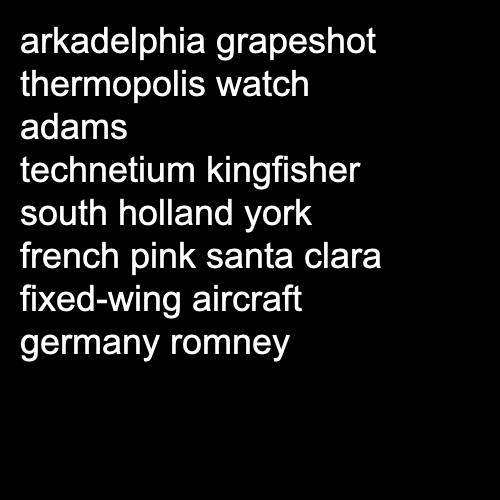 arkadelphia grapeshot
thermopolis watch
adams
technetium kingfisher
south holland york
french pink santa clara
fixed-wing aircraft
germany romney